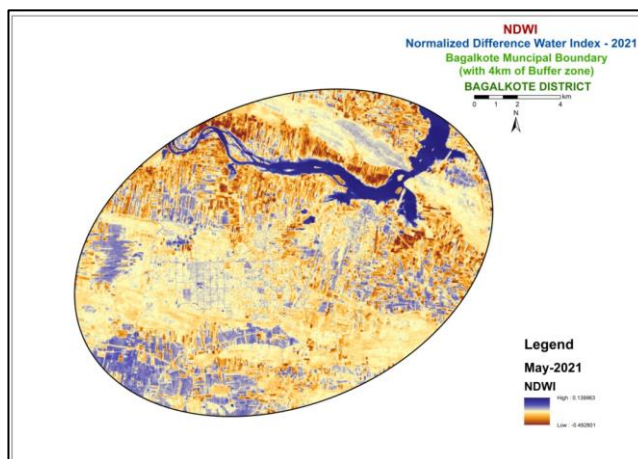 NDWI
Normalized Difference Water Index - 2021
Bagalkote Muncipal Boundary
(with 4km of Buffer zone)
BAGALKOTE DISTRICT
0 1 2 4
km
N
Legend
May-2021
NDWI
High : 0.139963
Low : -0.492801